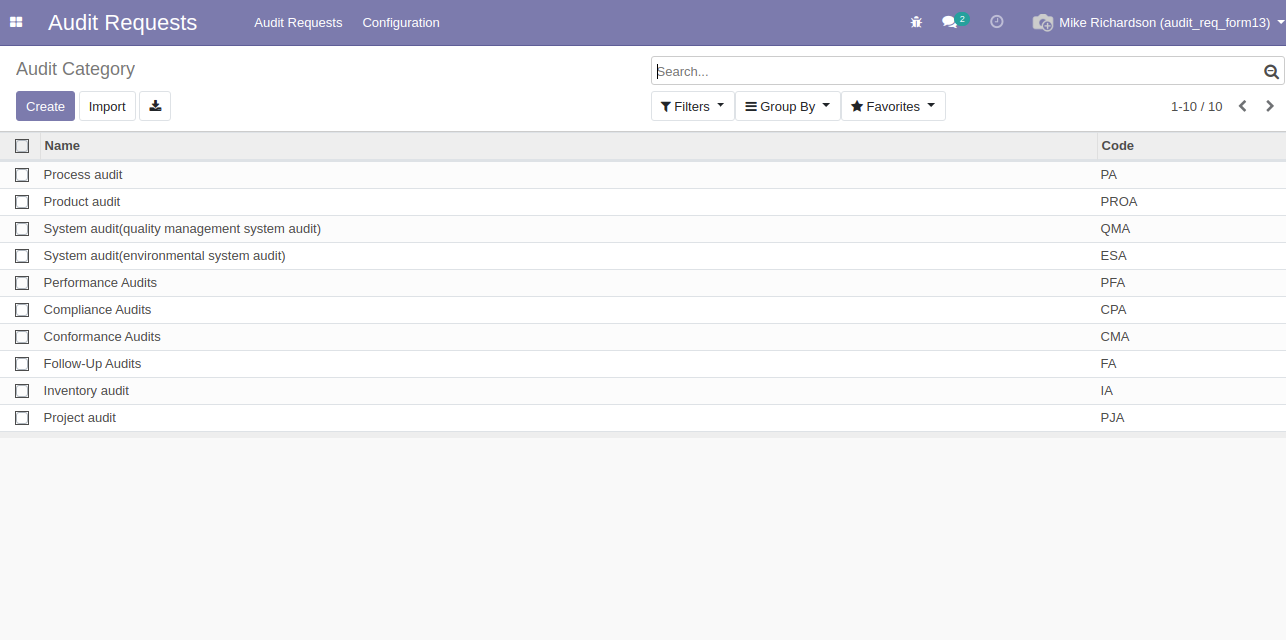 Audit Requests Audit Requests Configuration 2 Mike Richardson (audit_req_form13)
Audit Category Search...
Create Import Filters Group By Favorites 1-10 / 10
Name Code
Process audit PA
Product audit PROA
System audit(quality management system audit) QMA
System audit(environmental system audit) ESA
Performance Audits PFA
Compliance Audits CPA
Conformance Audits CMA
Follow-Up Audits FA
Inventory audit IA
Project audit PJA